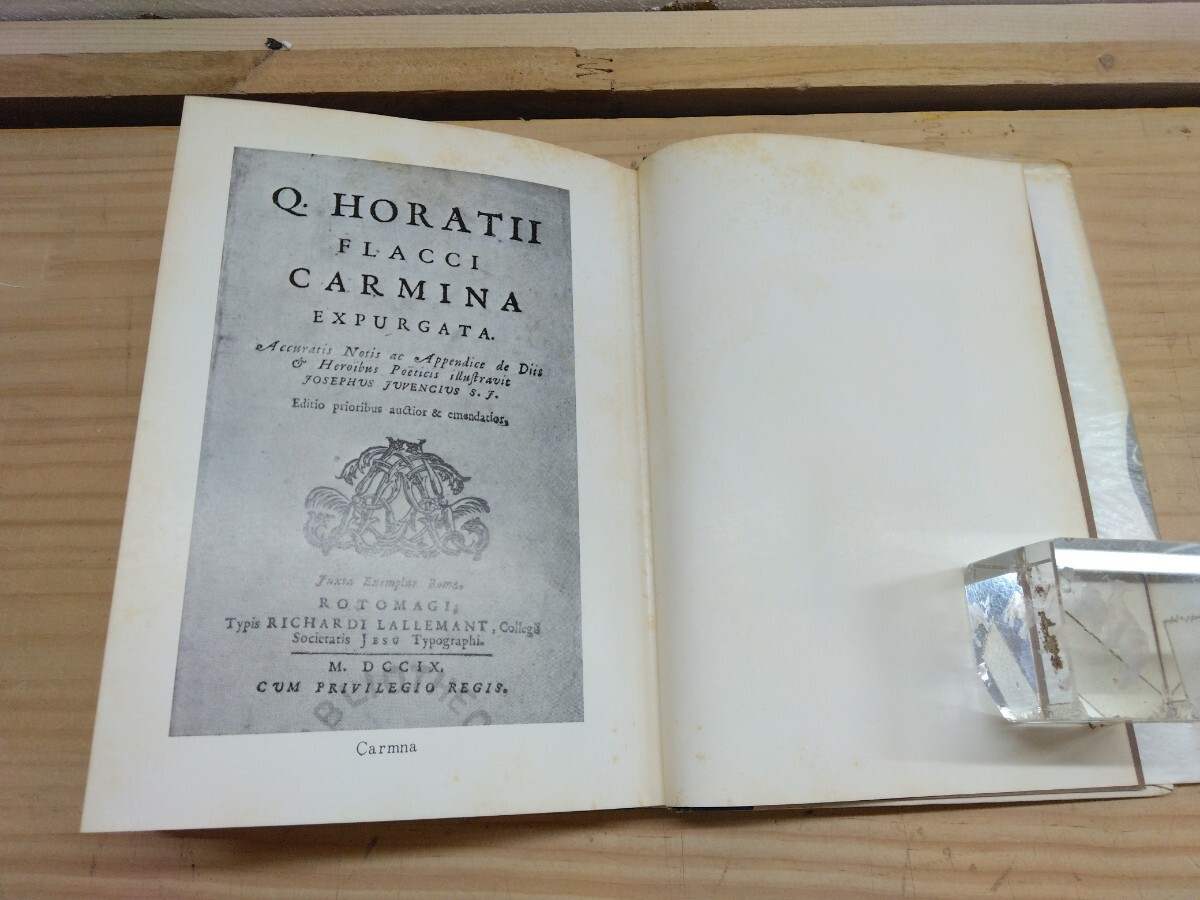 Q. HORATII
FLACCI
CARMINA
EXPURGATA.
Accuratis Notis ac Appendice de Diis
& Heroibus Poëticis illuſtravit
JOSEPHUS JUVENCIUS S. J.
Editio prioribus auctior & emendatior,
Juxta Exemplar Romæ.
ROTOMAGI,
Typis RICHARDI LALLEMANT, Collegii
Societatis JESU Typographi.
M. DCCIX.
CUM PRIVILEGIO REGIS.
Carmna